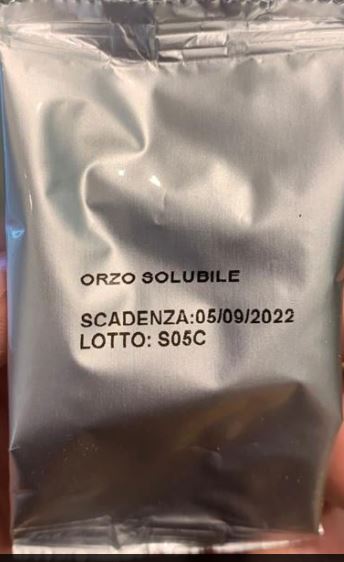 ORZO SOLUBILE
SCADENZA:05/09/2022
LOTTO: S05C